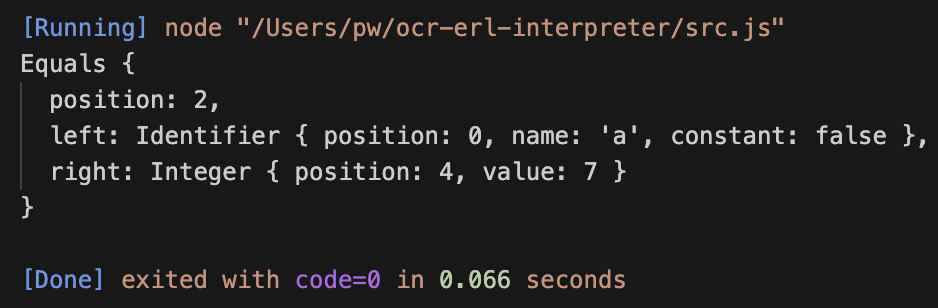 [Running] node "/Users/pw/ocr-erl-interpreter/src.js"
Equals {
  position: 2,
  left: Identifier { position: 0, name: 'a', constant: false },
  right: Integer { position: 4, value: 7 }
}

[Done] exited with code=0 in 0.066 seconds